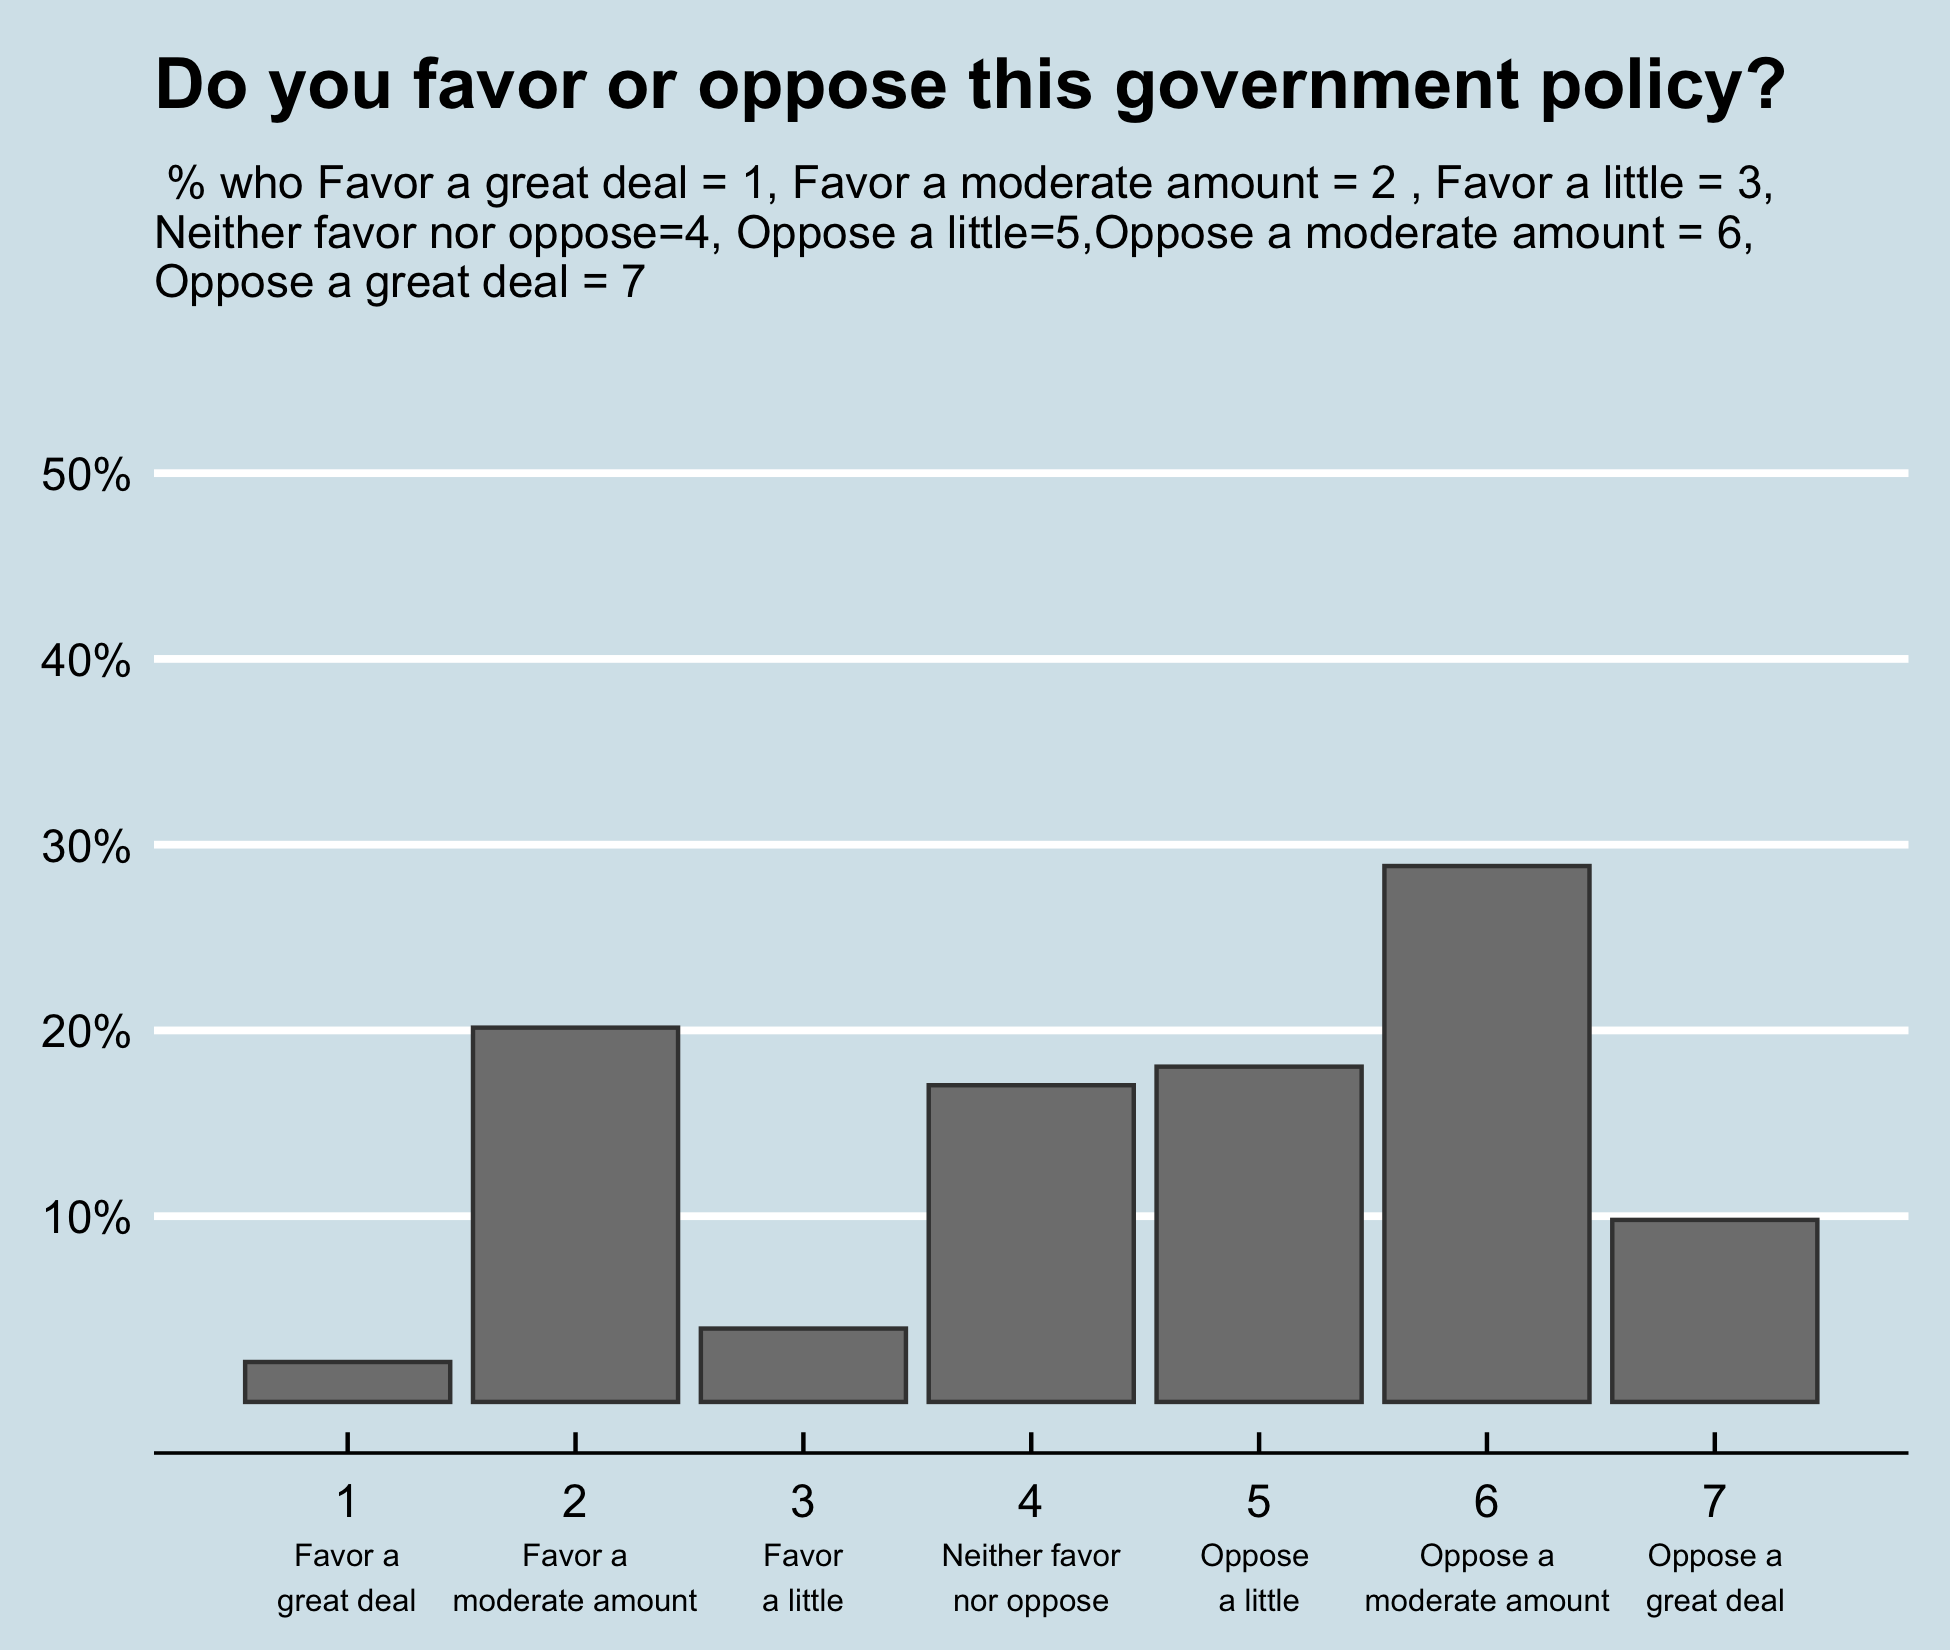 Do you favor or oppose this government policy?
% who Favor a great deal = 1, Favor a moderate amount = 2 , Favor a little = 3,
Neither favor nor oppose=4, Oppose a little=5,Oppose a moderate amount = 6,
Oppose a great deal = 7
50%
40%
30%
20%
10%
1 2 3 4 5 6 7
Favor a Favor a Favor Neither favor Oppose Oppose a Oppose a
great deal moderate amount a little nor oppose a little moderate amount great deal